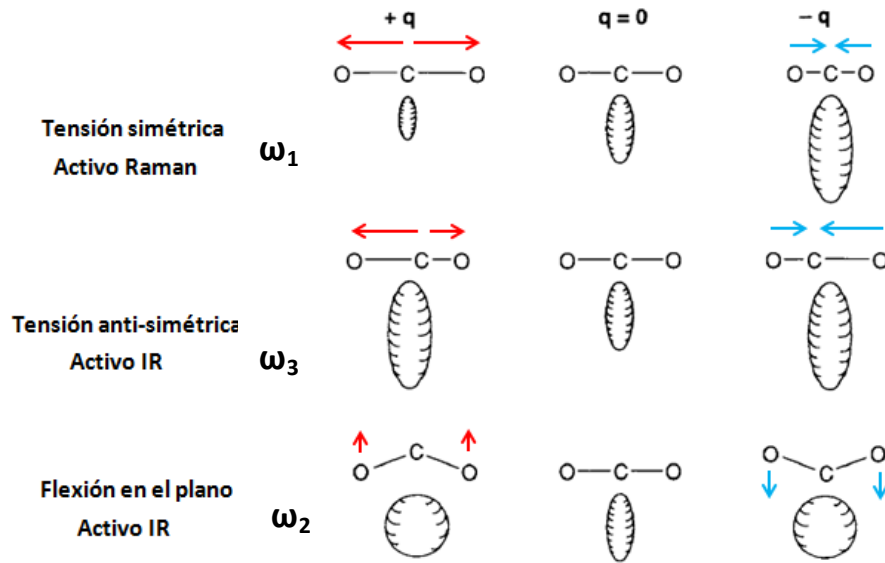 + q q = 0 – q
O C O O C O O C O
Tensión simétrica
Activo Raman
ω1
O C O O C O O C O
Tensión anti-simétrica
Activo IR
ω3
C
O O O C O O O
C
Flexión en el plano
Activo IR
ω2